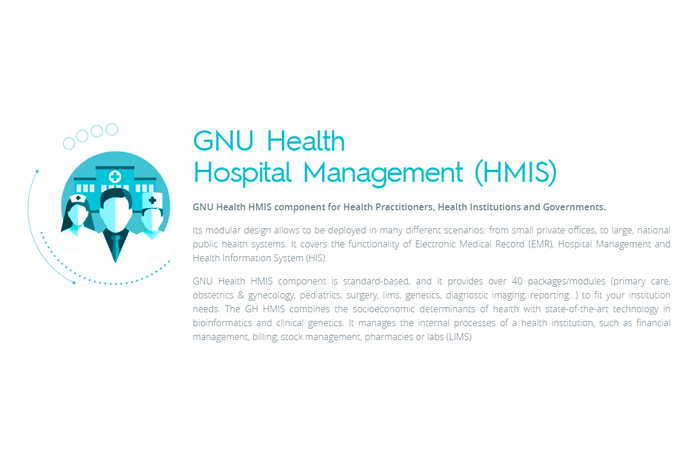 GNU Health
Hospital Management (HMIS)
GNU Health HMIS component for Health Practitioners, Health Institutions and Governments.
Its modular design allows to be deployed in many different scenarios: from small private offices, to large, national
public health systems. It covers the functionality of Electronic Medical Record (EMR), Hospital Management and
Health Information System (HIS).
GNU Health HMIS component is standard-based, and it provides over 40 packages/modules (primary care,
obstetrics & gynecology, pediatrics, surgery, lims, genetics, diagnostic imaging, reporting...) to fit your institution
needs. The GH HMIS combines the socioeconomic determinants of health with state-of-the-art technology in
bioinformatics and clinical genetics. It manages the internal processes of a health institution, such as financial
management, billing, stock management, pharmacies or labs (LIMS)